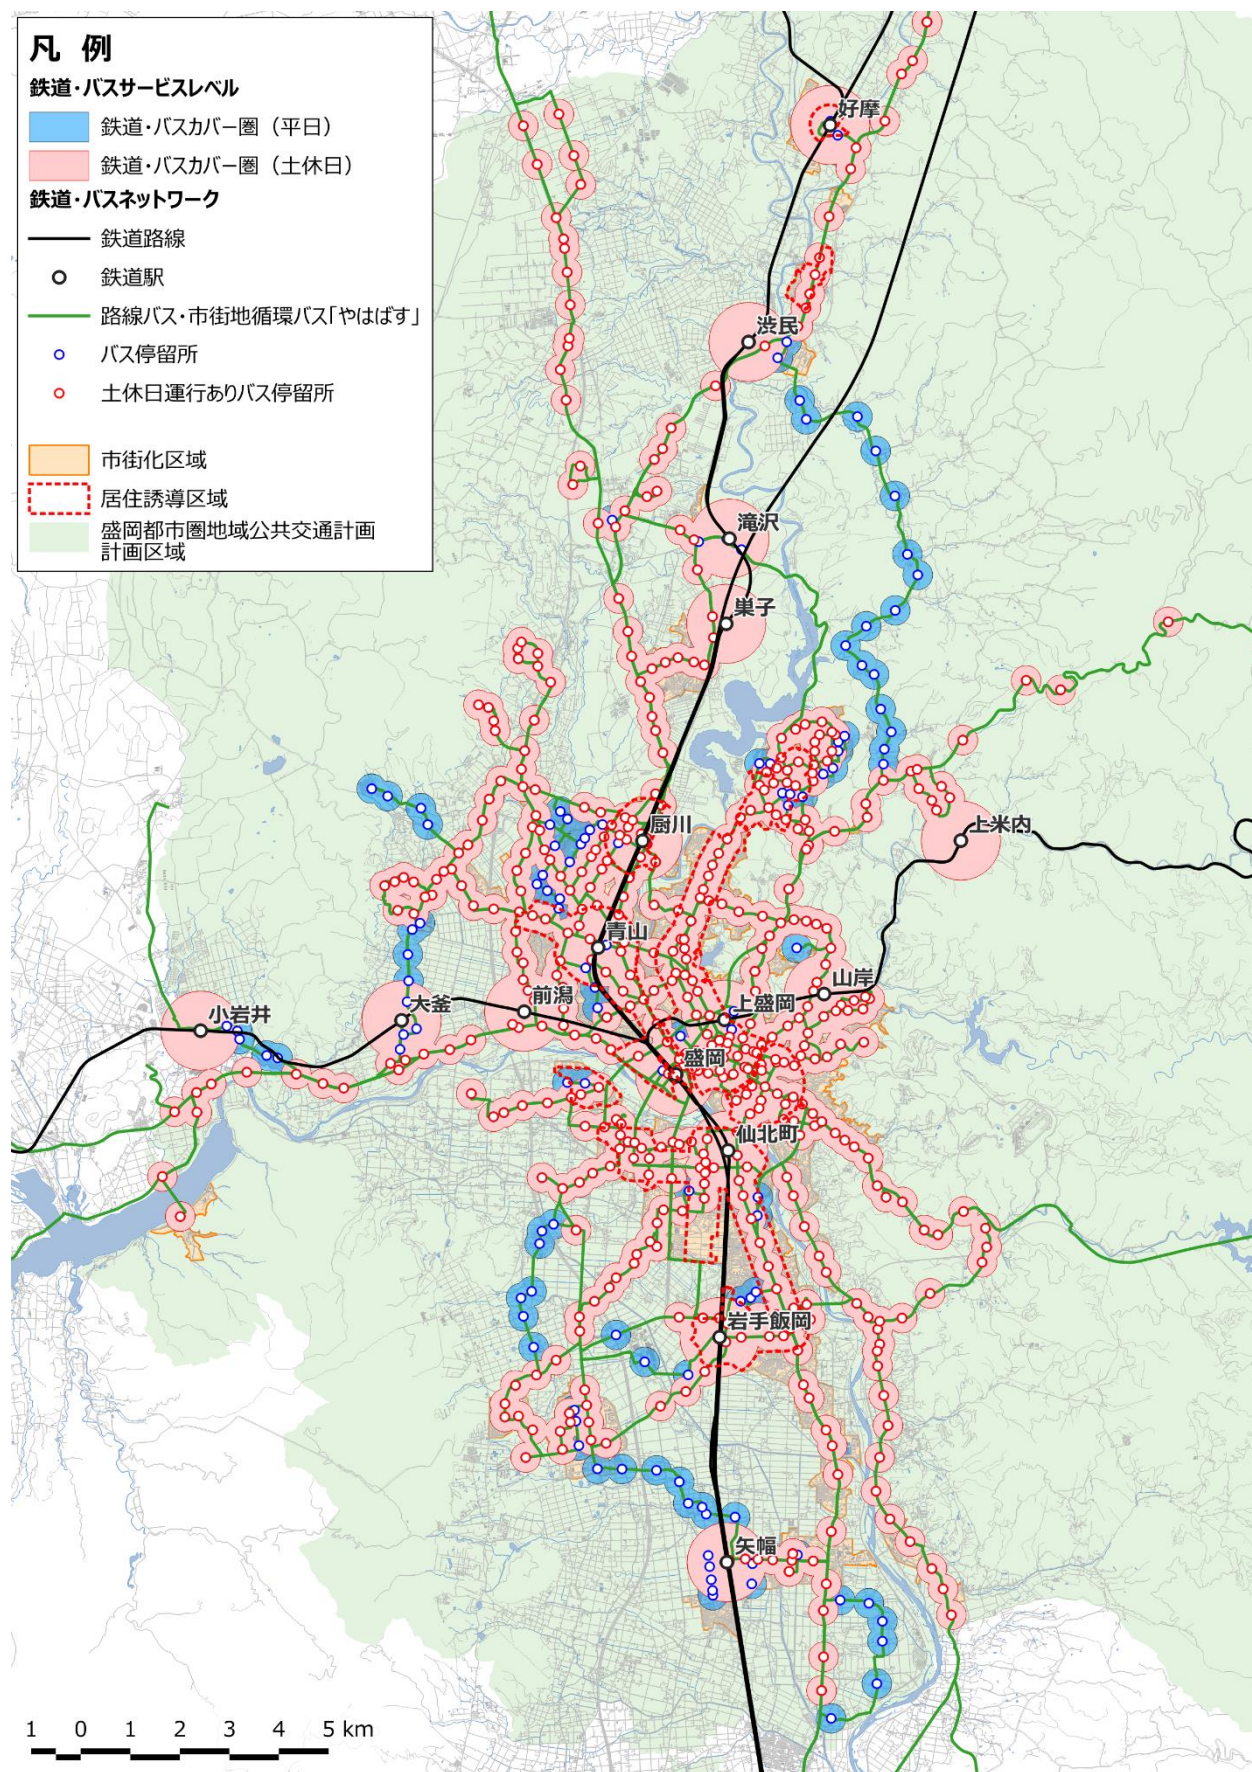 凡 例
鉄道・バスサービスレベル
鉄道・バスカバー圏（平日）
鉄道・バスカバー圏（土休日）
鉄道・バスネットワーク
鉄道路線
鉄道駅
路線バス・市街地循環バス「やはばす」
バス停留所
土休日運行ありバス停留所
市街化区域
居住誘導区域
盛岡都市圏地域公共交通計画
計画区域
好摩
渋民
滝沢
巣子
厨川
上米内
青山
山岸
前潟
上盛岡
大釜
小岩井
盛岡
仙北町
岩手飯岡
矢幅
1 0 1 2 3 4 5 km